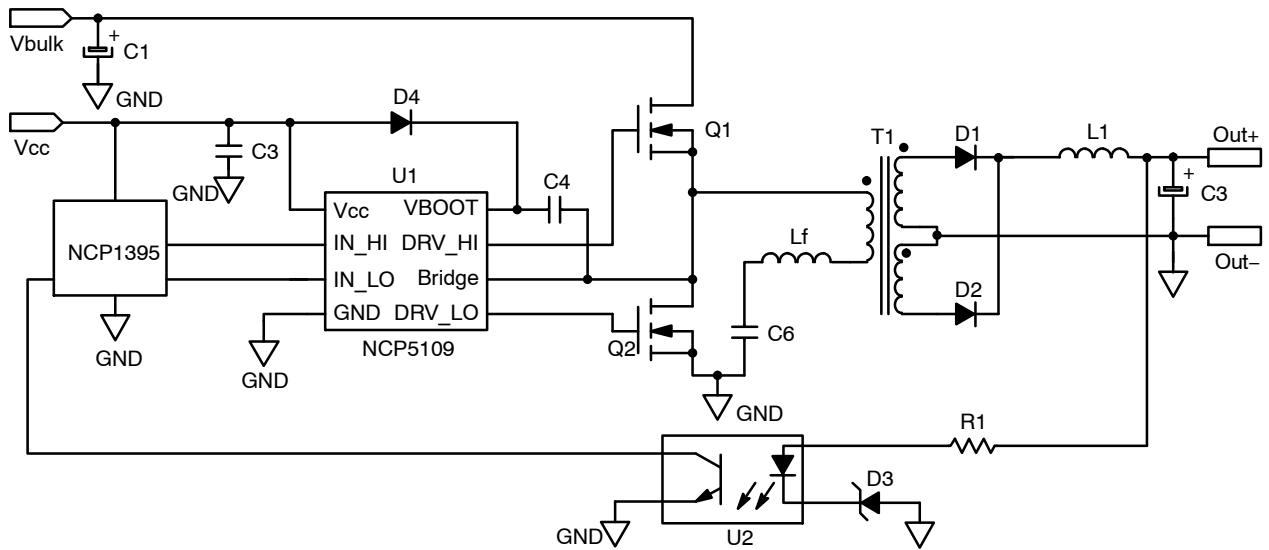 Vbulk
+
C1
GND
Vcc
D4
C3
GND
U1
C4
Q1
T1
D1
L1
Out+
+
C3
Out−
NCP1395
Vcc
VBOOT
IN_HI
DRV_HI
IN_LO
Bridge
GND
DRV_LO
NCP5109
GND
GND
Lf
D2
Q2
C6
GND
R1
D3
GND
U2